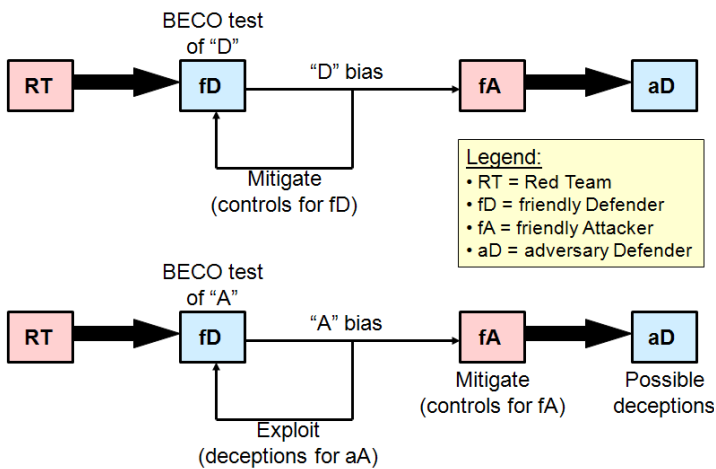 BECO test
of “D”
RT
fD
“D” bias
fA
aD
Mitigate
(controls for fD)
Legend:
• RT = Red Team
• fD = friendly Defender
• fA = friendly Attacker
• aD = adversary Defender
BECO test
of “A”
RT
fD
“A” bias
fA
aD
Exploit
(deceptions for aA)
Mitigate
(controls for fA)
Possible
deceptions